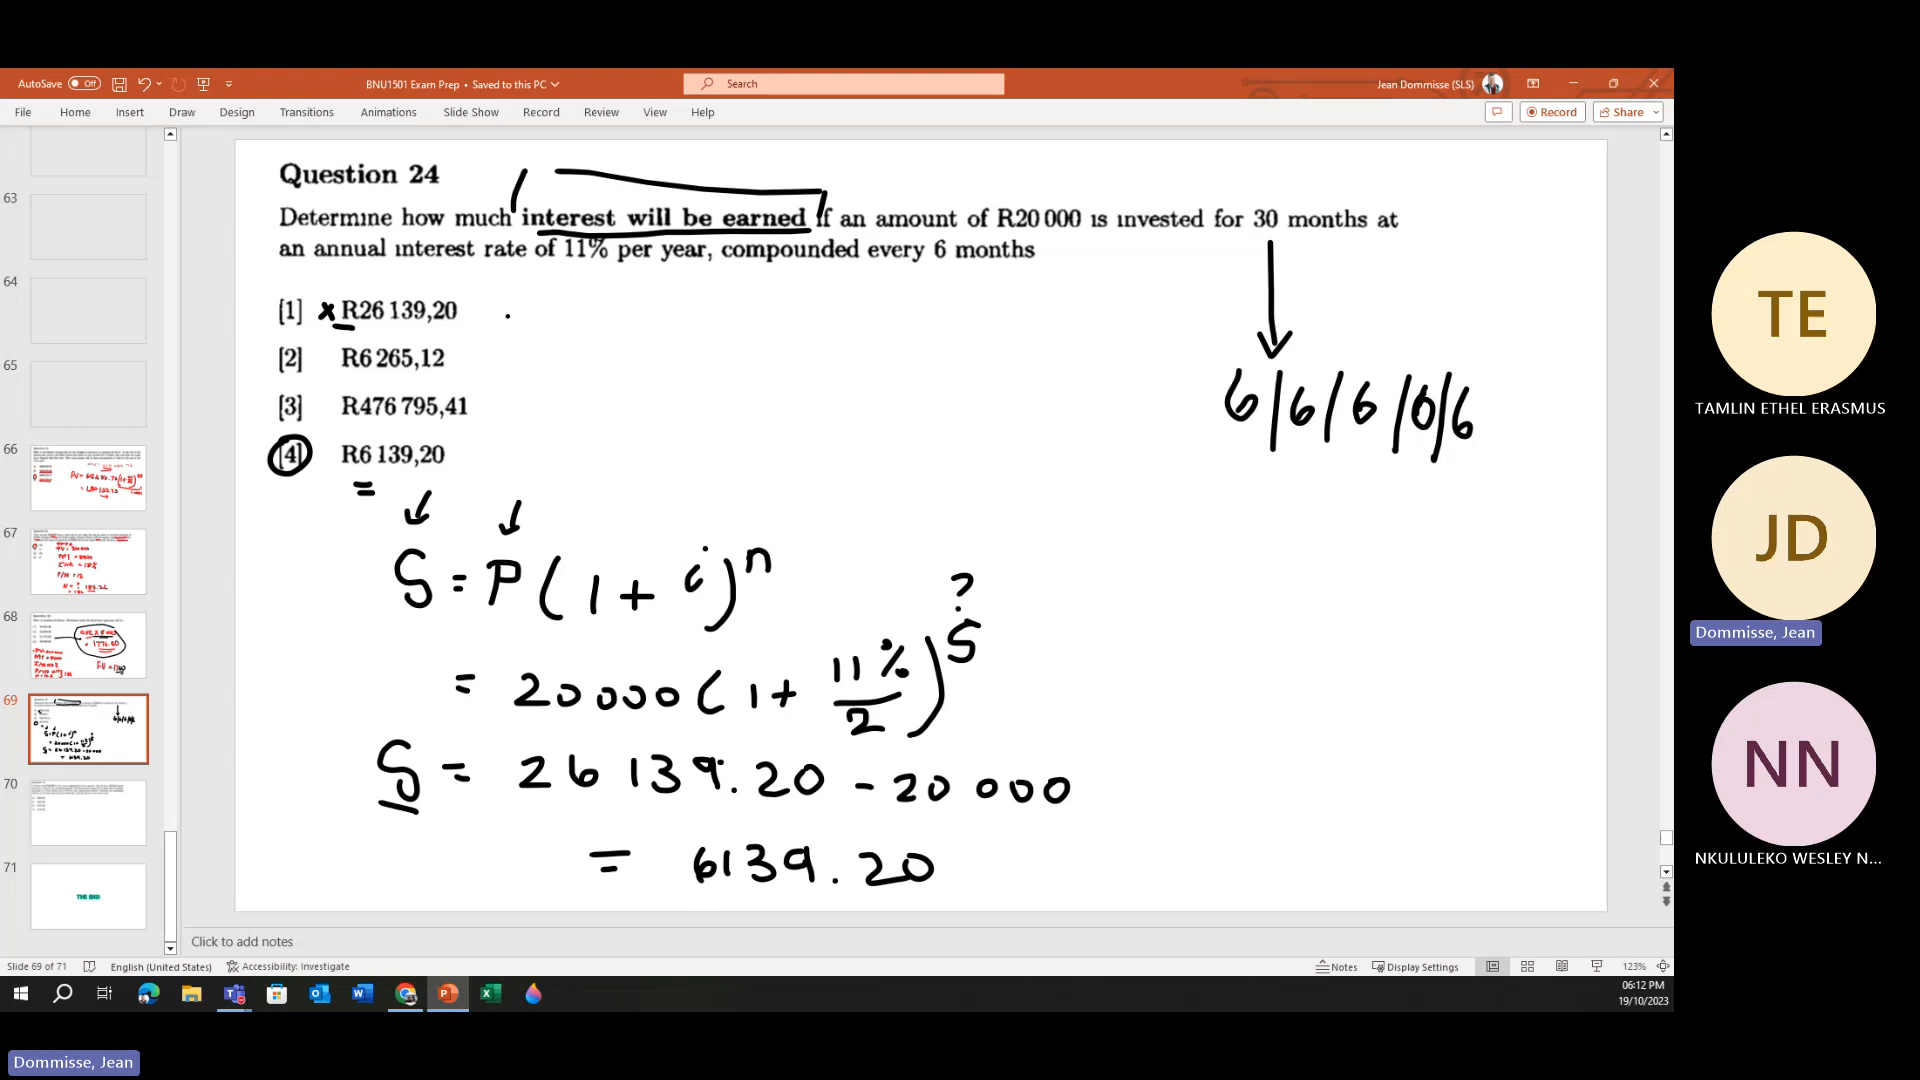 AutoSave Off
BNU1501 Exam Prep • Saved to this PC
Search
Jean Dommisse (SLS)
File Home Insert Draw Design Transitions Animations Slide Show Record Review View Help
Record
Share
63
64
65
66
67
68
69
70
71
THE END
Question 24
Determine how much interest will be earned if an amount of R20 000 is invested for 30 months at
an annual interest rate of 11% per year, compounded every 6 months
[1] × R26 139,20
[2] R6 265,12
[3] R476 795,41
[4] R6 139,20
=
6/6/6/6/6
S = P(1 + i)^n
?
= 20000(1 + 11%/2)^5
S = 26 139.20 - 20 000
= 6139.20
Click to add notes
Slide 69 of 71
English (United States)
Accessibility: Investigate
Notes
Display Settings
123%
06:12 PM
19/10/2023
TE
TAMLIN ETHEL ERASMUS
JD
Dommisse, Jean
NN
NKULULEKO WESLEY N...
Dommisse, Jean